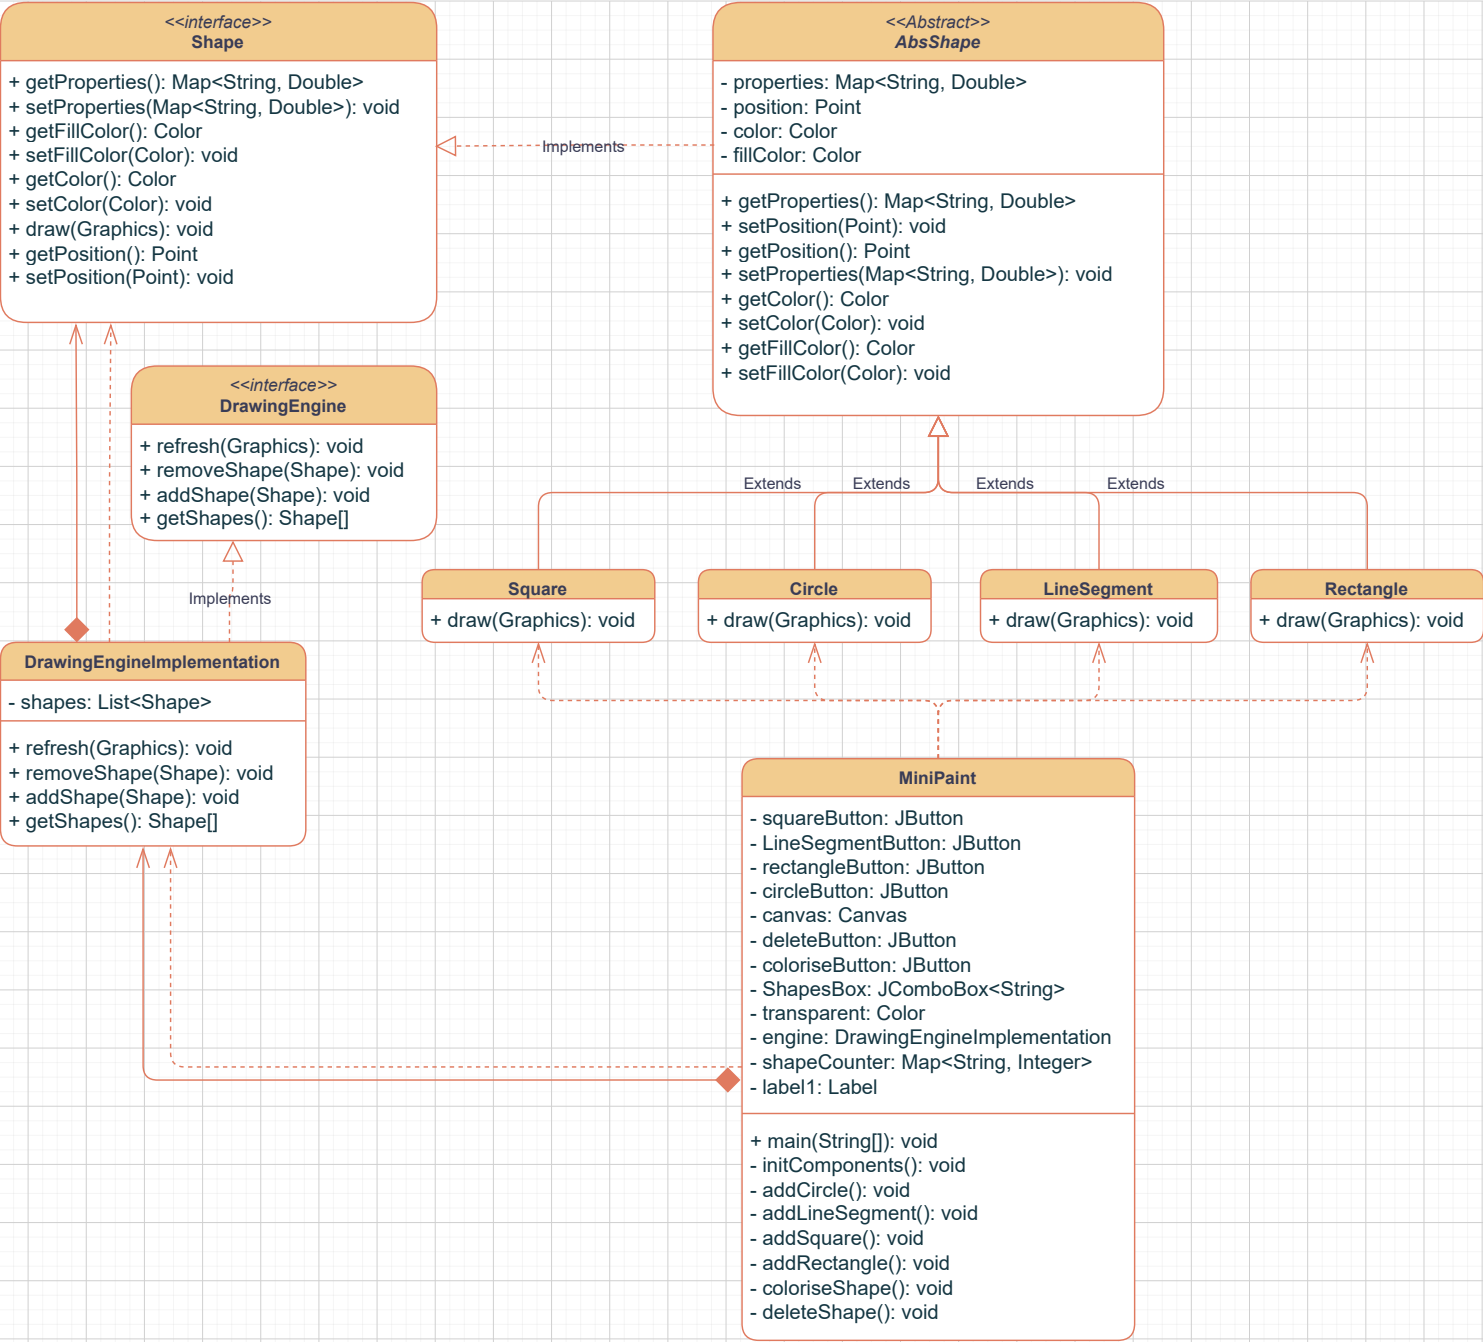 <<interface>>
Shape
+ getProperties(): Map<String, Double>
+ setProperties(Map<String, Double>): void
+ getFillColor(): Color
+ setFillColor(Color): void
+ getColor(): Color
+ setColor(Color): void
+ draw(Graphics): void
+ getPosition(): Point
+ setPosition(Point): void
Implements
<<Abstract>>
AbsShape
- properties: Map<String, Double>
- position: Point
- color: Color
- fillColor: Color
+ getProperties(): Map<String, Double>
+ setPosition(Point): void
+ getPosition(): Point
+ setProperties(Map<String, Double>): void
+ getColor(): Color
+ setColor(Color): void
+ getFillColor(): Color
+ setFillColor(Color): void
<<interface>>
DrawingEngine
+ refresh(Graphics): void
+ removeShape(Shape): void
+ addShape(Shape): void
+ getShapes(): Shape[]
Implements
Extends
Extends
Extends
Extends
Square
+ draw(Graphics): void
Circle
+ draw(Graphics): void
LineSegment
+ draw(Graphics): void
Rectangle
+ draw(Graphics): void
DrawingEngineImplementation
- shapes: List<Shape>
+ refresh(Graphics): void
+ removeShape(Shape): void
+ addShape(Shape): void
+ getShapes(): Shape[]
MiniPaint
- squareButton: JButton
- LineSegmentButton: JButton
- rectangleButton: JButton
- circleButton: JButton
- canvas: Canvas
- deleteButton: JButton
- coloriseButton: JButton
- ShapesBox: JComboBox<String>
- transparent: Color
- engine: DrawingEngineImplementation
- shapeCounter: Map<String, Integer>
- label1: Label
+ main(String[]): void
- initComponents(): void
- addCircle(): void
- addLineSegment(): void
- addSquare(): void
- addRectangle(): void
- coloriseShape(): void
- deleteShape(): void